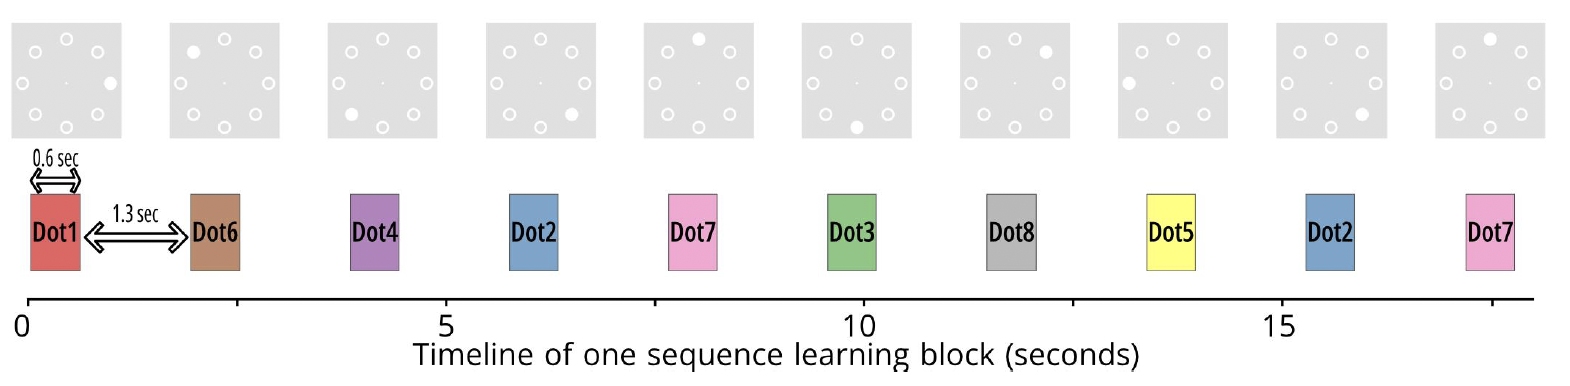 0.6 sec
1.3 sec
Dot1 Dot6 Dot4 Dot2 Dot7 Dot3 Dot8 Dot5 Dot2 Dot7
0 5 10 15
Timeline of one sequence learning block (seconds)